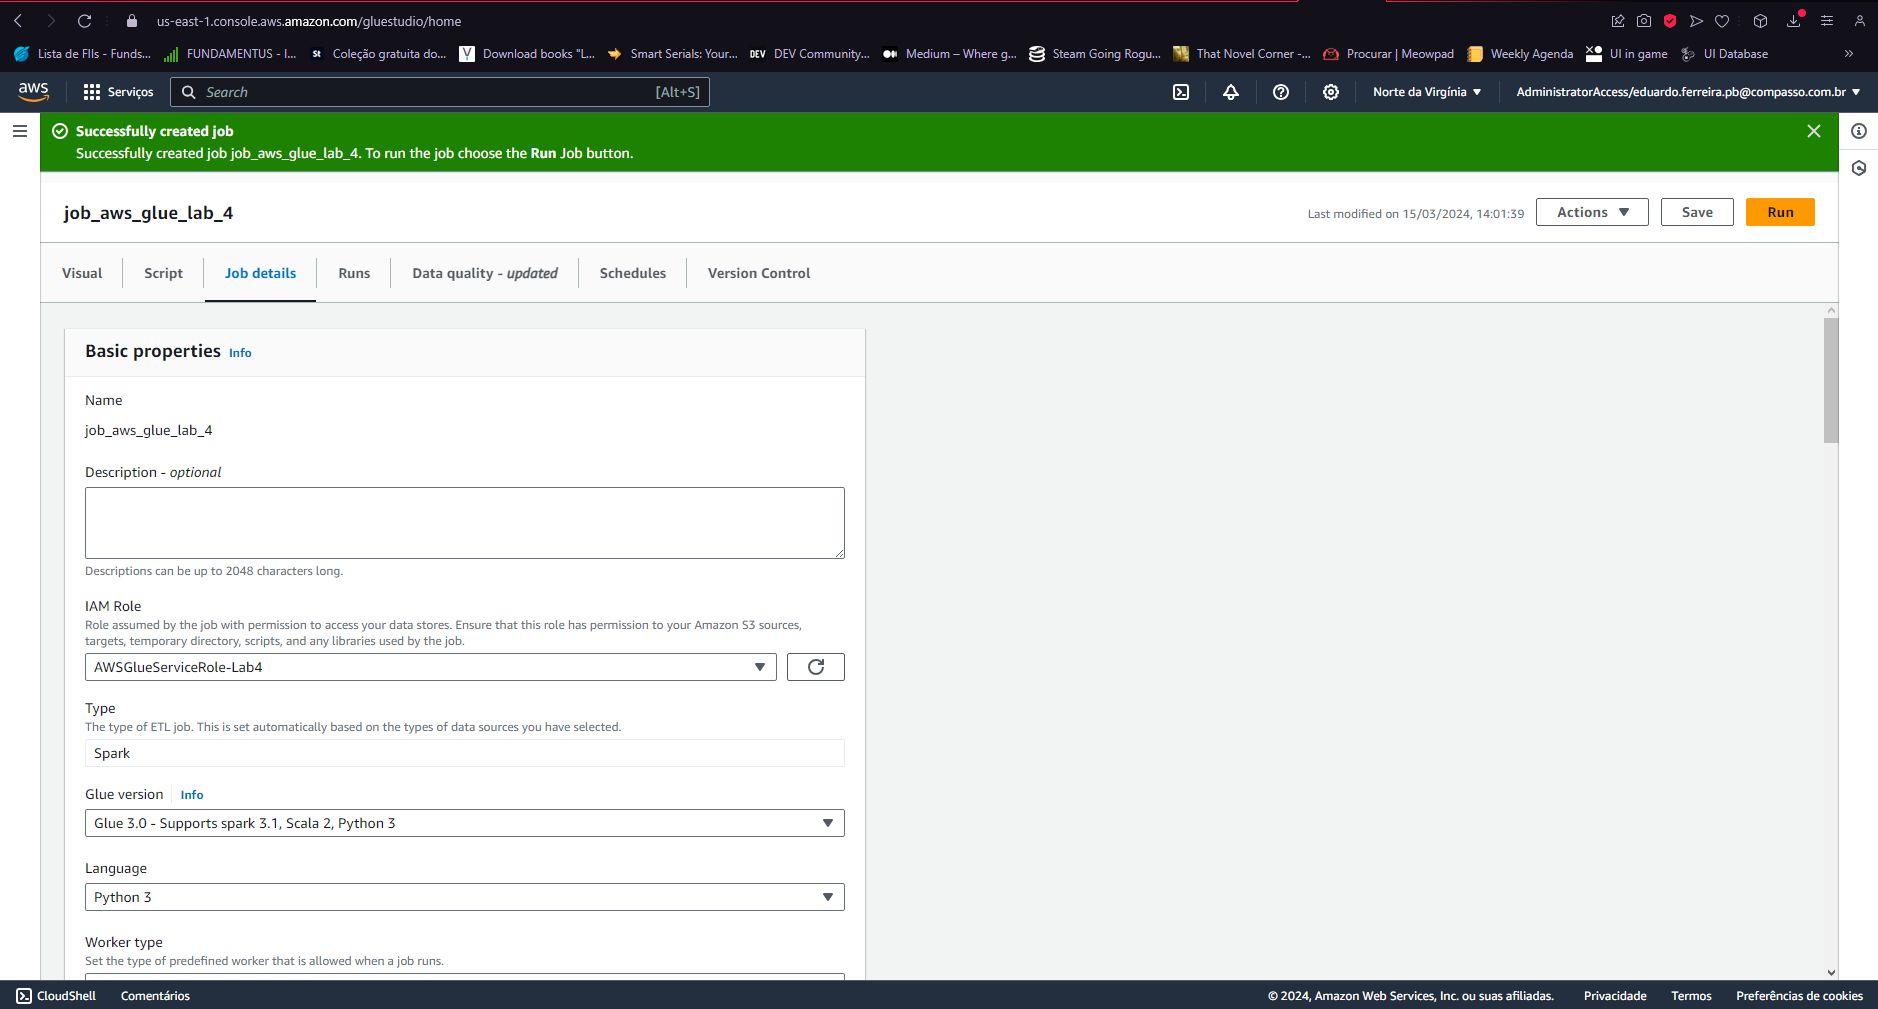 us-east-1.console.aws.amazon.com/gluestudio/home
Lista de FIIs - Funds... FUNDAMENTUS - I... St Coleção gratuita do... Download books "L... Smart Serials: Your... DEV DEV Community,... Medium – Where g... Steam Going Rogu... That Novel Corner -... Procurar | Meowpad Weekly Agenda UI in game UI Database »
aws Serviços Search [Alt+S] Norte da Virgínia AdministratorAccess/eduardo.ferreira.pb@compasso.com.br
Successfully created job
Successfully created job job_aws_glue_lab_4. To run the job choose the Run Job button.
job_aws_glue_lab_4 Last modified on 15/03/2024, 14:01:39 Actions Save Run
Visual Script Job details Runs Data quality - updated Schedules Version Control
Basic properties Info
Name
job_aws_glue_lab_4
Description - optional
Descriptions can be up to 2048 characters long.
IAM Role
Role assumed by the job with permission to access your data stores. Ensure that this role has permission to your Amazon S3 sources,
targets, temporary directory, scripts, and any libraries used by the job.
AWSGlueServiceRole-Lab4
Type
The type of ETL job. This is set automatically based on the types of data sources you have selected.
Spark
Glue version Info
Glue 3.0 - Supports spark 3.1, Scala 2, Python 3
Language
Python 3
Worker type
Set the type of predefined worker that is allowed when a job runs.
CloudShell Comentários © 2024, Amazon Web Services, Inc. ou suas afiliadas. Privacidade Termos Preferências de cookies